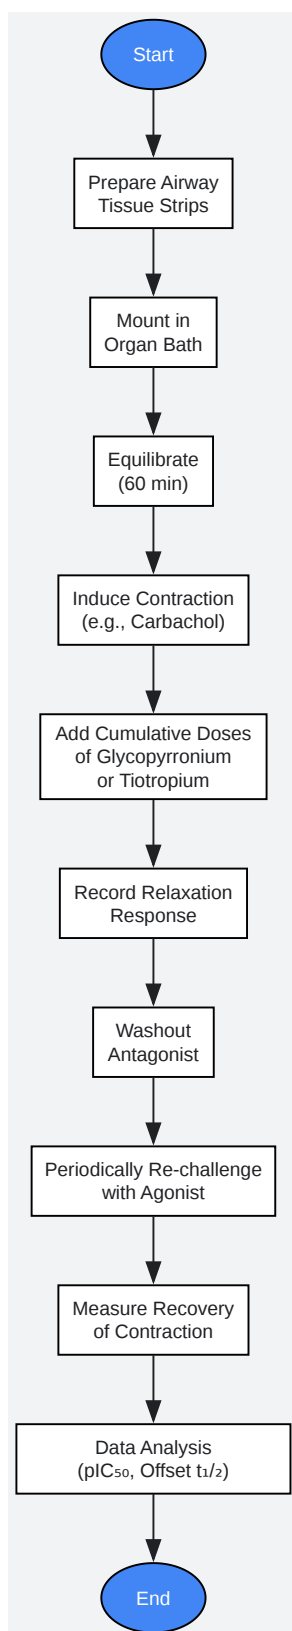 Start
Prepare Airway
Tissue Strips
Mount in
Organ Bath
Equilibrate
(60 min)
Induce Contraction
(e.g., Carbachol)
Add Cumulative Doses
of Glycopyrronium
or Tiotropium
Record Relaxation
Response
Washout
Antagonist
Periodically Re-challenge
with Agonist
Measure Recovery
of Contraction
Data Analysis
(pIC₅₀, Offset t₁/₂)
End